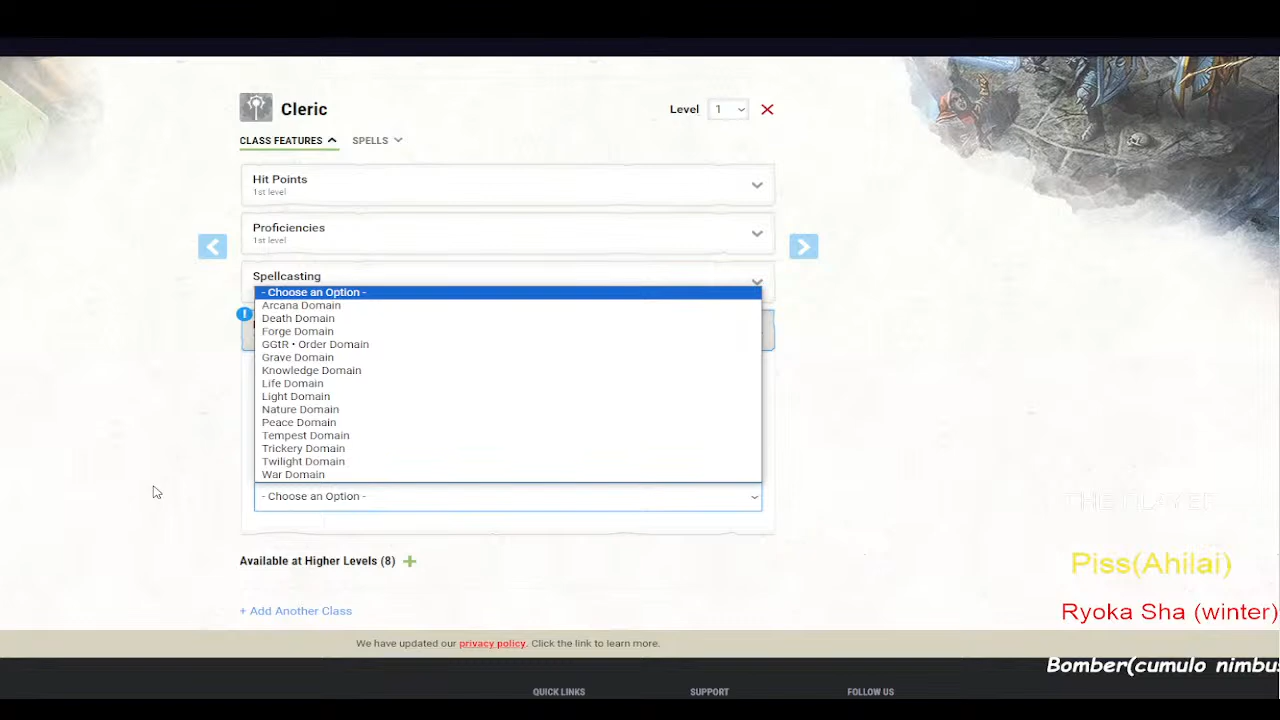 Cleric
Level 1
CLASS FEATURES SPELLS
Hit Points
1st level
Proficiencies
1st level
Spellcasting
- Choose an Option -
Arcana Domain
Death Domain
Forge Domain
GGtR • Order Domain
Grave Domain
Knowledge Domain
Life Domain
Light Domain
Nature Domain
Peace Domain
Tempest Domain
Trickery Domain
Twilight Domain
War Domain
- Choose an Option -
THE PLAYER
Piss(Ahilai)
Available at Higher Levels (8)
+ Add Another Class
Ryoka Sha (winter)
We have updated our privacy policy. Click the link to learn more.
Bomber(cumulo nimbus
QUICK LINKS SUPPORT FOLLOW US